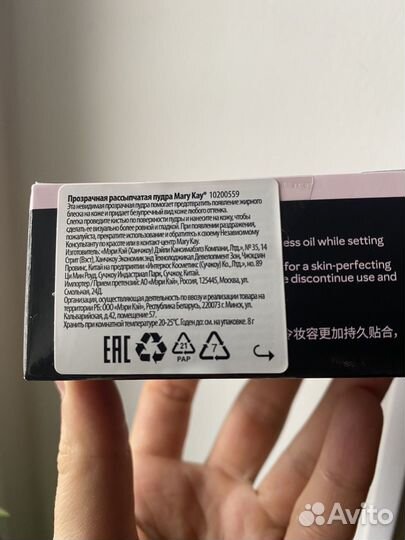 Прозрачная рассыпчатая пудра Mary Kay® 10200559
Эта невидимая прозрачная пудра помогает предотвратить появление жирного
блеска на коже и придает безупречный вид коже любого оттенка.
Слегка проведите кистью по поверхности пудры и нанесите на кожу, чтобы
сделать ее визуально более ровной и гладкой. При появлении раздражения,
пожалуйста, прекратите использование и обратитесь к своему Независимому
Консультанту по красоте или в контакт-центр Mary Kay.
Изготовитель: «Мэри Кэй (Ханчжоу) Дэйли Кансомэблэз Компани, Лтд.», № 35, 14
Стрит (Вэст), Ханчжоу Экономик энд Текнолоджикал Девелопмент Зон, Чжэцзян
Провинс, Китай на предприятии «Интеркос Косметикс (Сучжоу) Ко., Лтд.», но. 89
Ци Мин Роуд, Сучжоу Индастриал Парк, Сучжоу, Китай.
Импортер/Прием претензий: АО «Мэри Кэй», Россия, 125445, Москва, ул.
Смольная, 24Д.
Организация, осуществляющая деятельность по ввозу и реализации товара на
территорию РБ: ООО «Мэри Кэй», Республика Беларусь, 220073 г. Минск, ул.
Кальварийская, д.42, помещение 57.
Хранить при комнатной температуре 20-25°C. Годен до: см. на упаковке. 8 г
EAC 21 PAP 7
ess oil while setting
for a skin-perfecting
e discontinue use and
令妆容更加持久贴合,
Avito